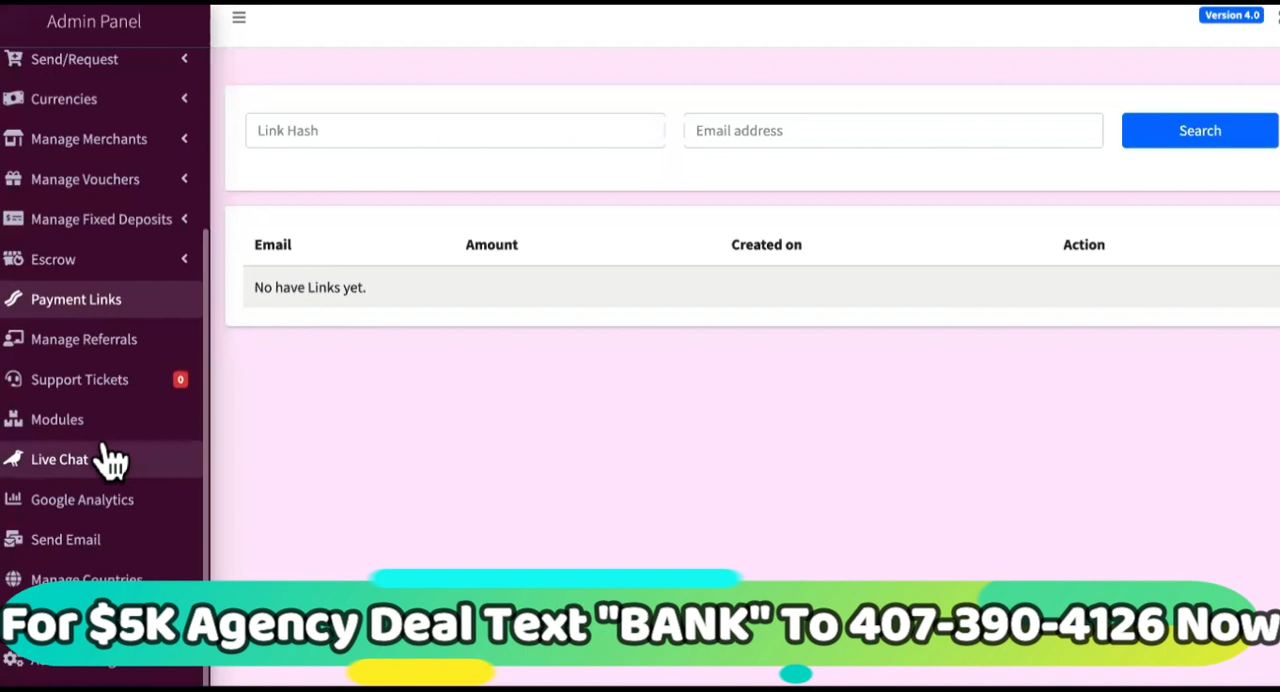 Admin Panel
Version 4.0
Send/Request
Currencies
Manage Merchants
Manage Vouchers
Manage Fixed Deposits
Escrow
Payment Links
Manage Referrals
Support Tickets 0
Modules
Live Chat
Google Analytics
Send Email
Manage Countries
Link Hash
Email address
Search
Email Amount Created on Action
No have Links yet.
For $5K Agency Deal Text "BANK" To 407-390-4126 Now